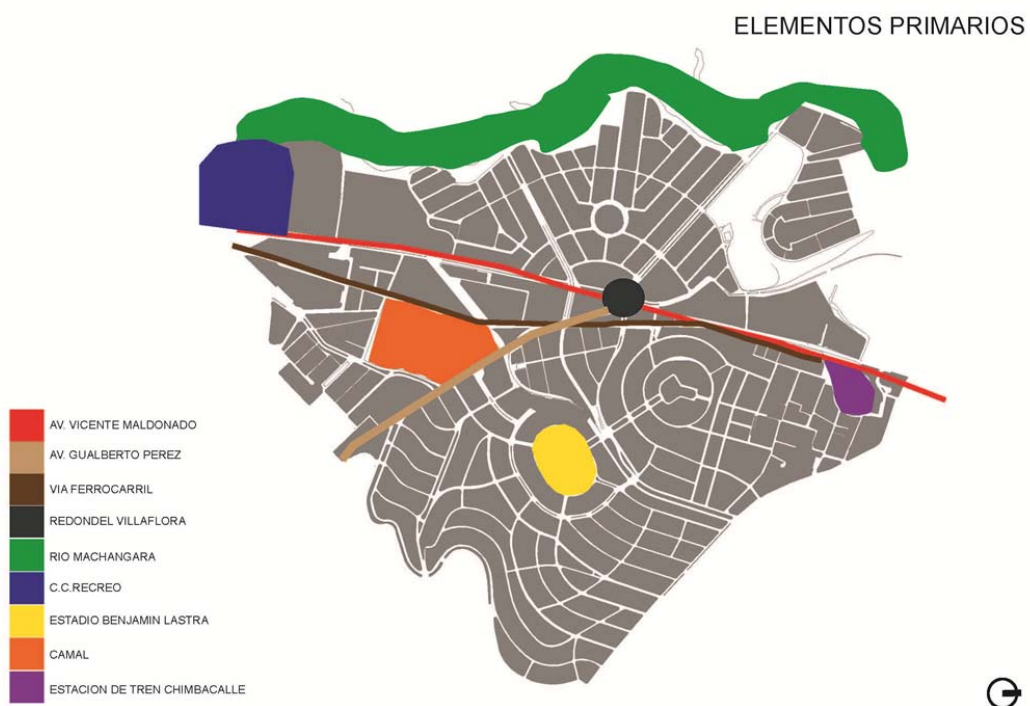 ELEMENTOS PRIMARIOS
AV. VICENTE MALDONADO
AV. GUALBERTO PEREZ
VIA FERROCARRIL
REDONDEL VILLAFLORA
RIO MACHANGARA
C.C.RECREO
ESTADIO BENJAMIN LASTRA
CAMAL
ESTACION DE TREN CHIMBACALLE